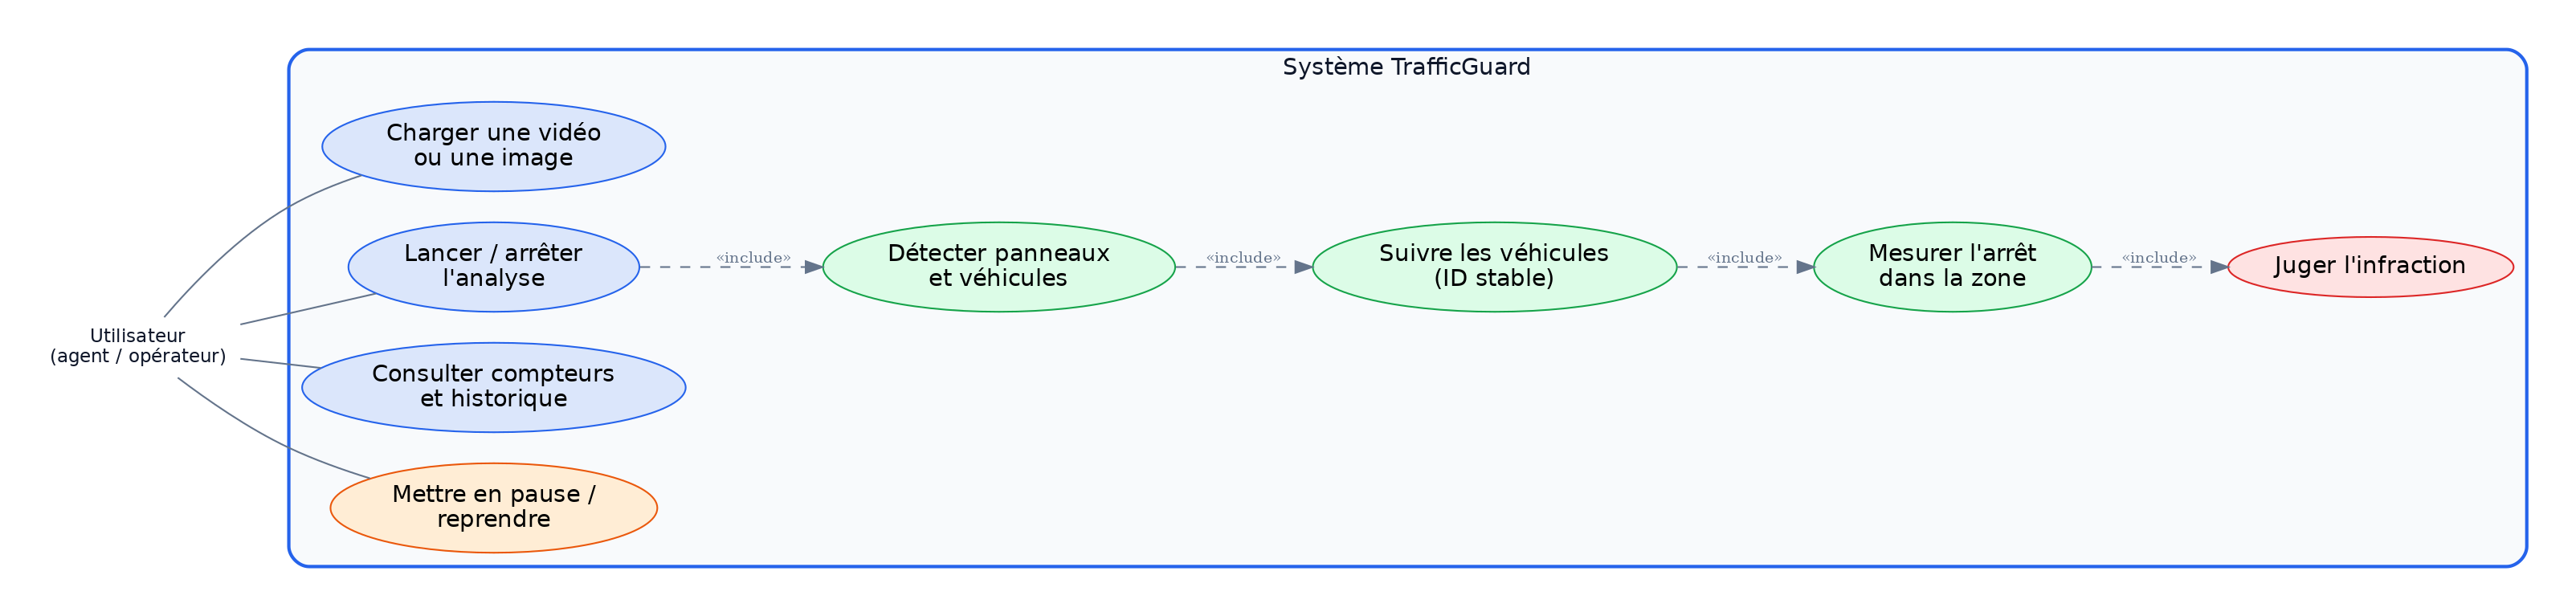 Système TrafficGuard
Charger une vidéo
ou une image
Lancer / arrêter
l'analyse
«include»
Détecter panneaux
et véhicules
«include»
Suivre les véhicules
(ID stable)
«include»
Mesurer l'arrêt
dans la zone
«include»
Juger l'infraction
Utilisateur
(agent / opérateur)
Consulter compteurs
et historique
Mettre en pause /
reprendre